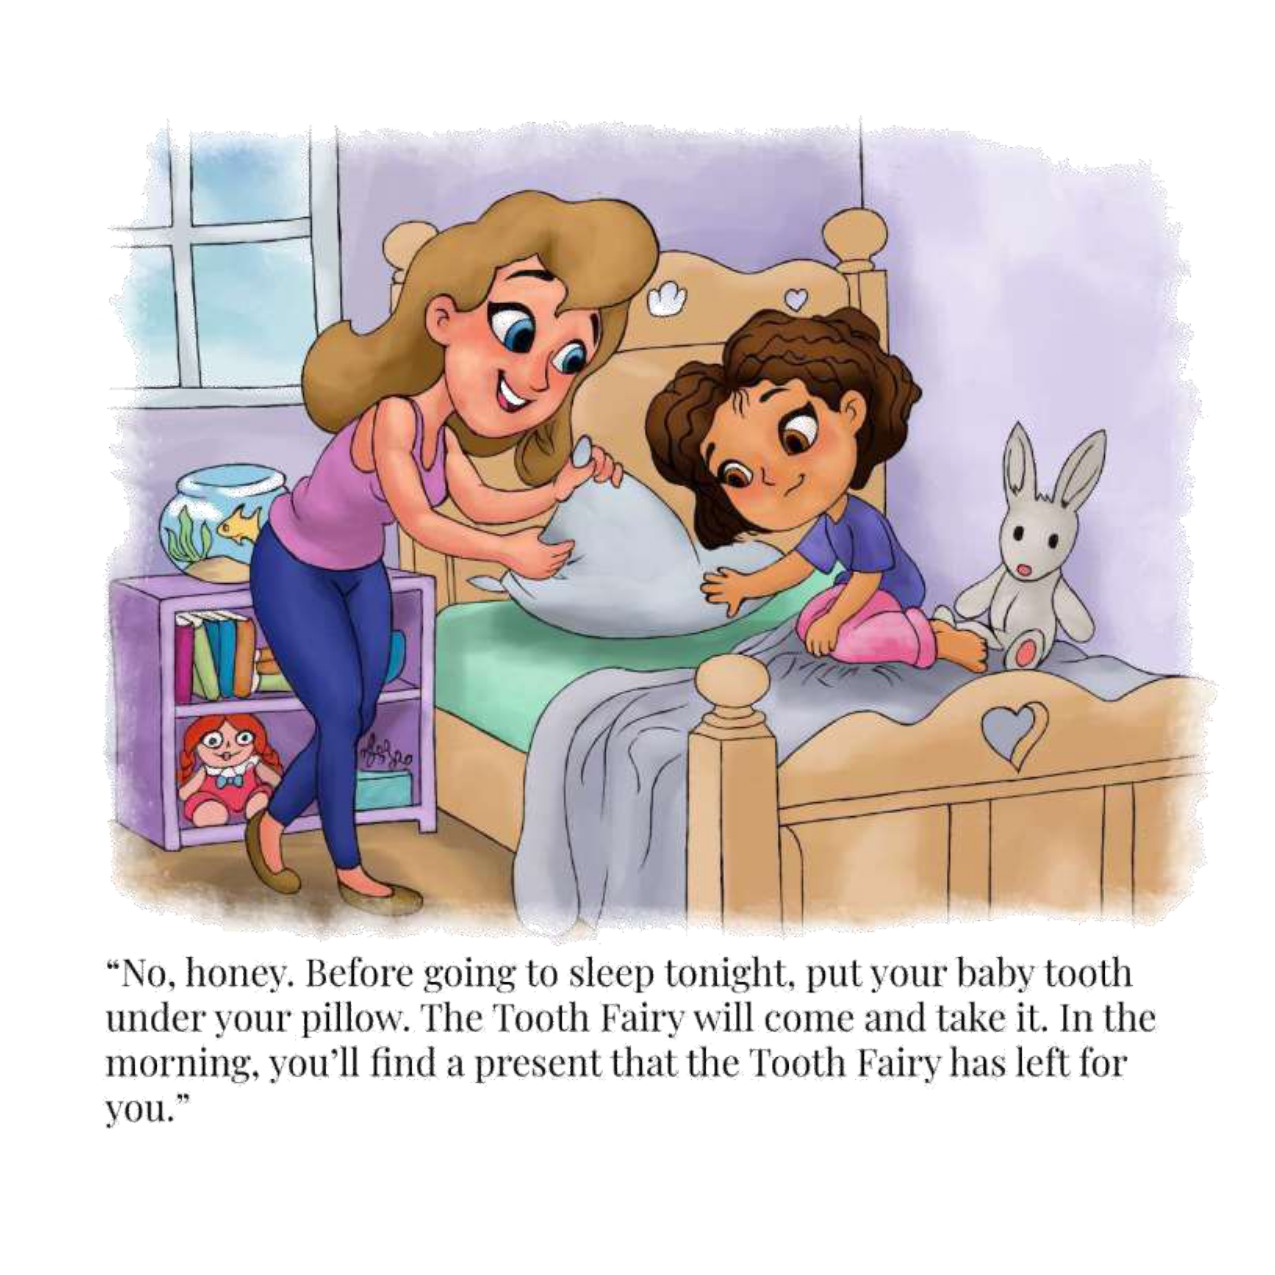 “No, honey. Before going to sleep tonight, put your baby tooth
under your pillow. The Tooth Fairy will come and take it. In the
morning, you’ll find a present that the Tooth Fairy has left for
you.”